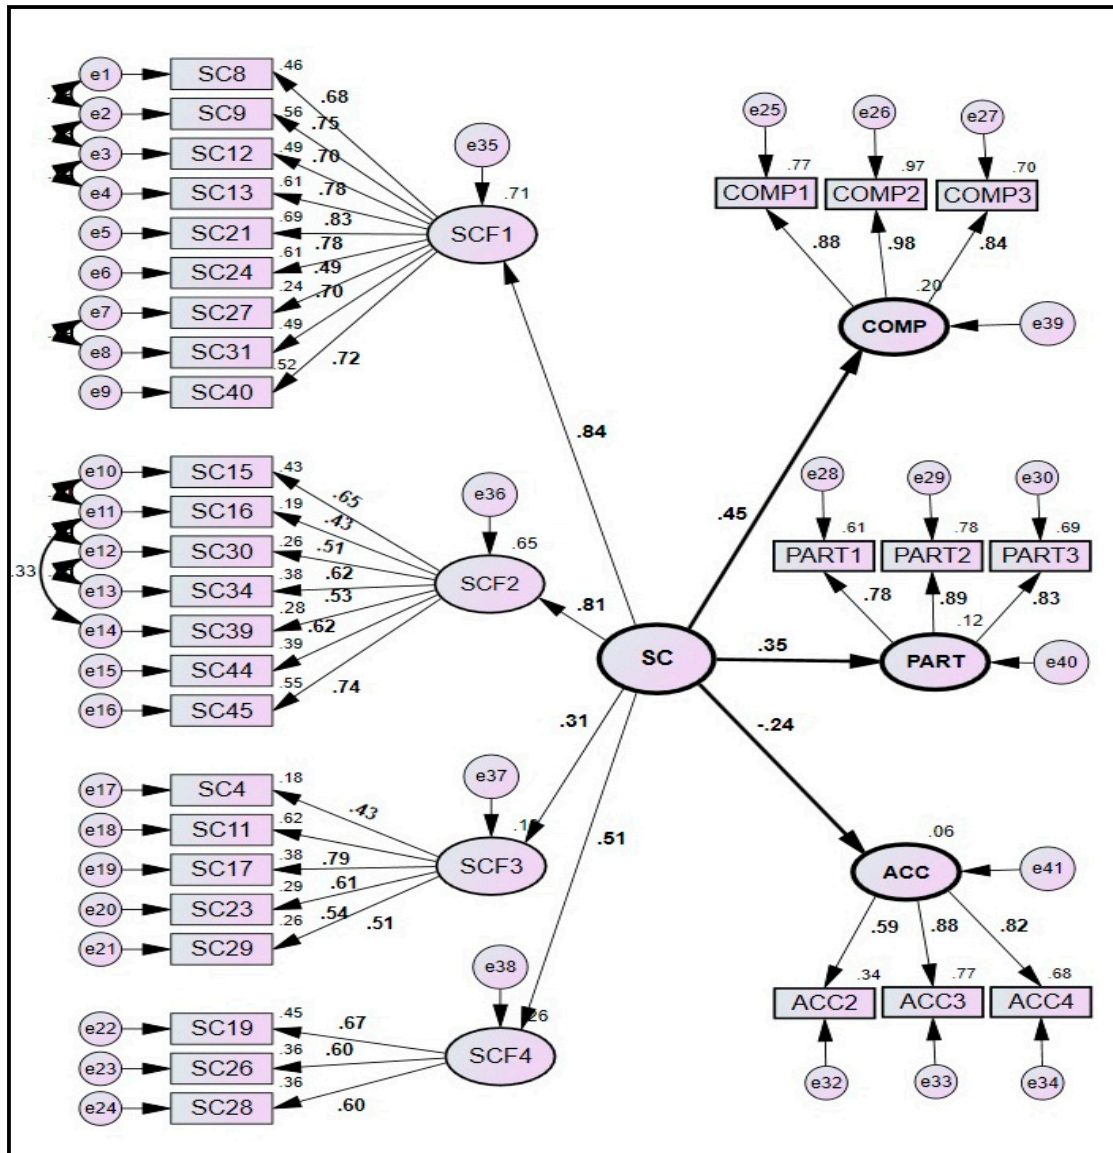 e1 SC8 .46
.68
e2 SC9 .56
.75
e3 SC12 .49
.70
e4 SC13 .61
.78
e5 SC21 .69
.83
e6 SC24 .61
.78
e7 SC27 .24
.49
e8 SC31 .49
.70
e9 SC40 .52
.72
e35
.71
SCF1
.84
e10 SC15 .43
.65
e11 SC16 .19
.43
e12 SC30 .26
.51
e13 SC34 .38
.62
e14 SC39 .28
.53
e15 SC44 .39
.62
e16 SC45 .55
.74
.33
e36
.65
SCF2
.81
e17 SC4 .18
.43
e18 SC11 .62
.79
e19 SC17 .38
.61
e20 SC23 .29
.54
e21 SC29 .26
.51
e37
SCF3
.31
e22 SC19 .45
.67
e23 SC26 .36
.60
e24 SC28 .36
.60
e38
SCF4
.51
SC
e25 e26 e27
.77 .97 .70
COMP1 COMP2 COMP3
.88 .98 .84
.20
COMP e39
.45
e28 e29 e30
.61 .78 .69
PART1 PART2 PART3
.78 .89 .83
.12
PART e40
.35
-.24
.06
ACC e41
.59 .88 .82
.34 .77 .68
ACC2 ACC3 ACC4
e32 e33 e34